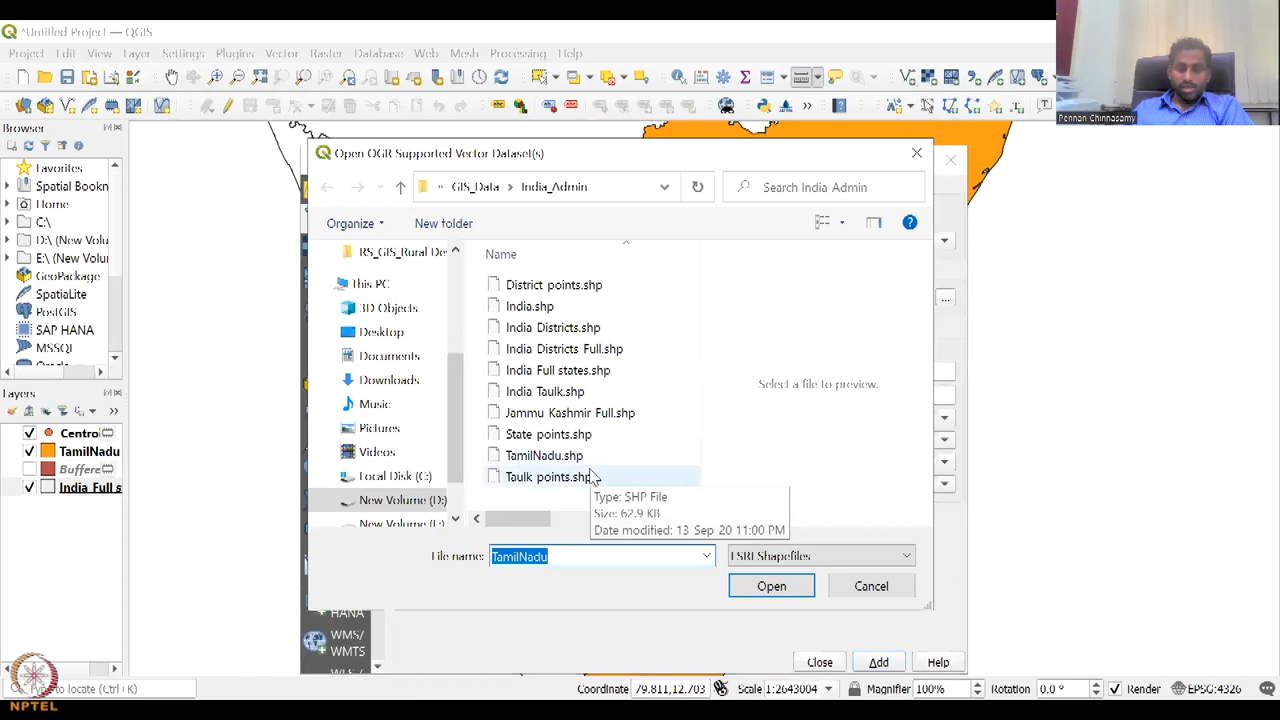 *Untitled Project — QGIS
Project Edit View Layer Settings Plugins Vector Raster Database Web Mesh Processing Help
Pennan Chinnasamy
Browser
Favorites
Spatial Bookn
Home
C:\
D:\ (New Volu
E:\ (New Volu
GeoPackage
SpatiaLite
PostGIS
SAP HANA
MSSQL
Layers
Centro
TamilNadu
Buffere
India Full s
Open OGR Supported Vector Dataset(s)
GIS_Data India_Admin
Search India Admin
Organize New folder
RS_GIS_Rural De
This PC
3D Objects
Desktop
Documents
Downloads
Music
Pictures
Videos
Local Disk (C:)
New Volume (D:)
New Volume (E:)
Name
District points.shp
India.shp
India Districts.shp
India Districts Full.shp
India Full states.shp
India Taulk.shp
Jammu Kashmir Full.shp
State points.shp
TamilNadu.shp
Taulk points.shp
Type: SHP File
Size: 62.9 KB
Date modified: 13 Sep 20 11:00 PM
Select a file to preview.
File name: TamilNadu
ESRI Shapefiles
Open Cancel
HANA
WMS/
WMTS
Close Add Help
Type to locate (Ctrl+K)
Coordinate 79.811,12.703 Scale 1:2643004 Magnifier 100% Rotation 0.0 ° Render EPSG:4326
NPTEL